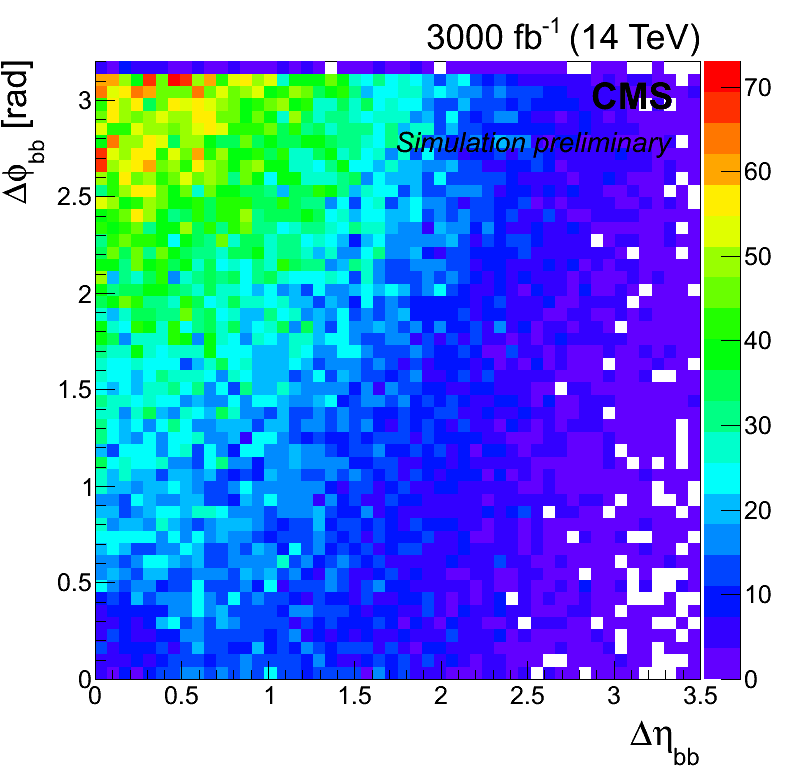 3000 fb⁻¹ (14 TeV)
CMS
Simulation preliminary
Δϕ_bb [rad]
3
2.5
2
1.5
1
0.5
0
0 0.5 1 1.5 2 2.5 3 3.5
Δη_bb
70
60
50
40
30
20
10
0